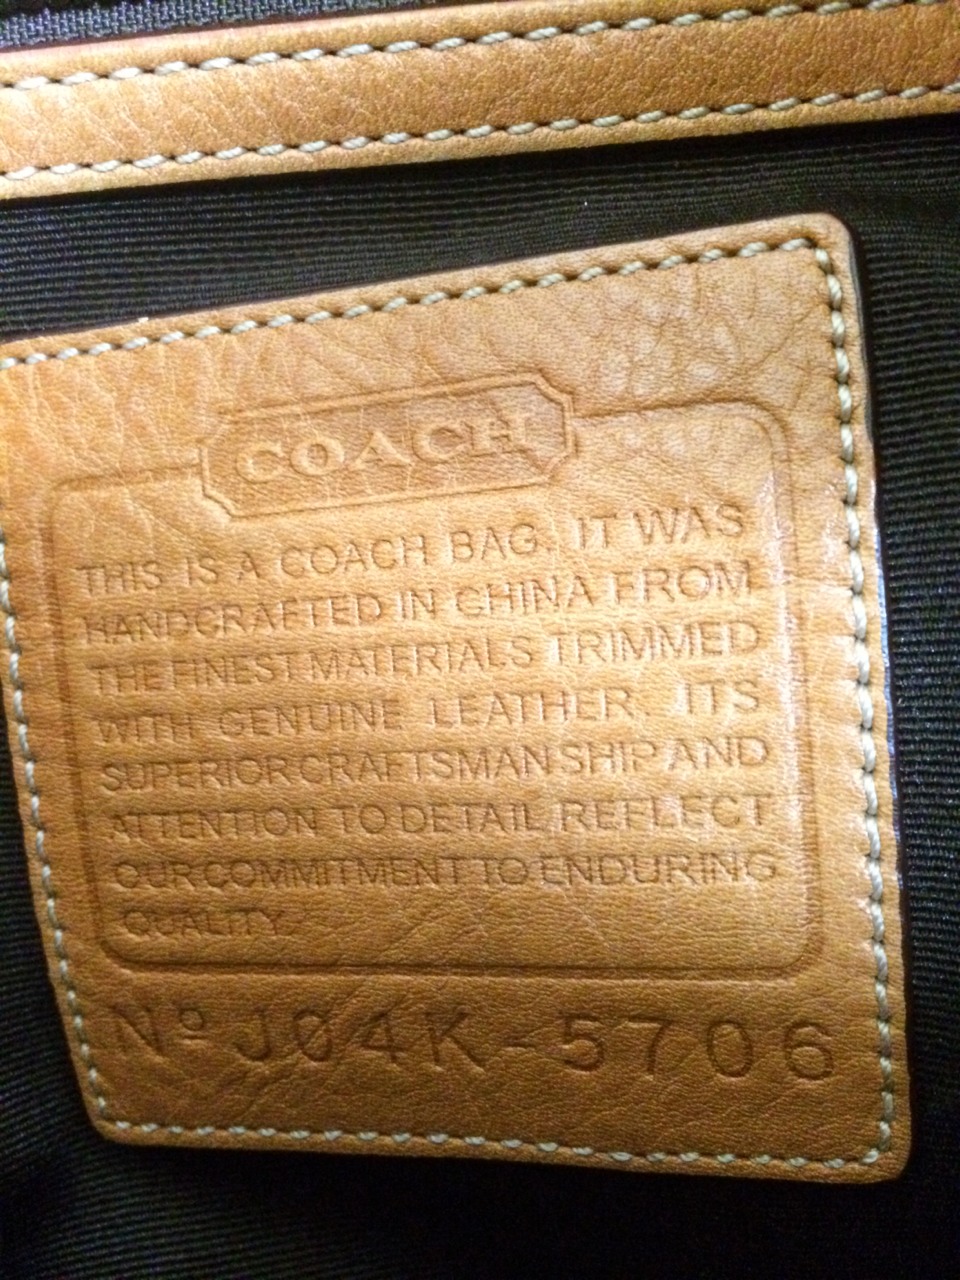 COACH
THIS IS A COACH BAG. IT WAS
HANDCRAFTED IN CHINA FROM
THE FINEST MATERIALS TRIMMED
WITH GENUINE LEATHER. ITS
SUPERIOR CRAFTSMANSHIP AND
ATTENTION TO DETAIL REFLECT
OUR COMMITMENT TO ENDURING
QUALITY.
Nº J04K-5706